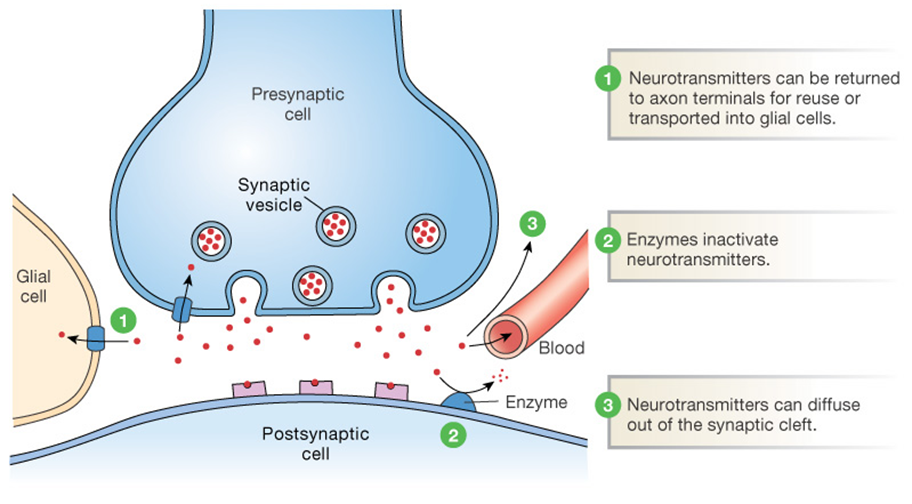 Presynaptic
cell
Synaptic
vesicle
Glial
cell
1
3
Blood
Enzyme
2
Postsynaptic
cell
1 Neurotransmitters can be returned
to axon terminals for reuse or
transported into glial cells.
2 Enzymes inactivate
neurotransmitters.
3 Neurotransmitters can diffuse
out of the synaptic cleft.